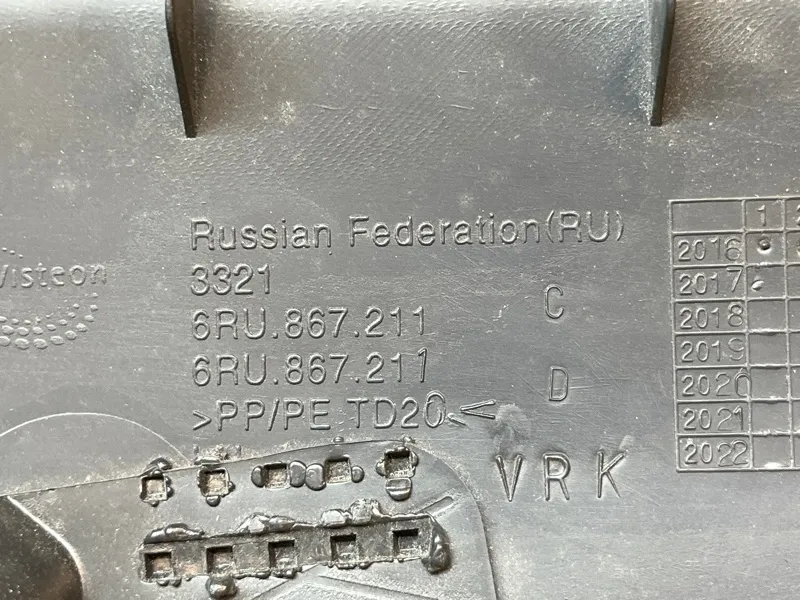 Visteon
Russian Federation(RU)
3321
6RU.867.211 C
6RU.867.211 D
>PP/PE TD20<
VRK
1
2016
2017
2018
2019
2020
2021
2022